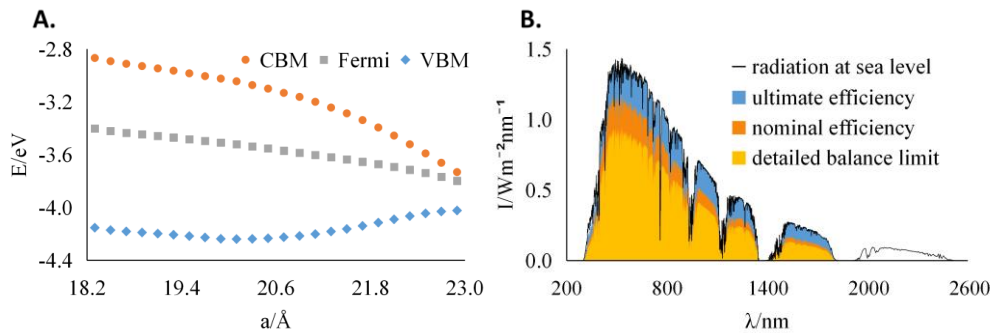 A.
-2.8
-3.2
-3.6
-4.0
-4.4
E/eV
CBM Fermi VBM
18.2 19.4 20.6 21.8 23.0
a/Å
B.
1.5
1.0
0.5
0.0
I/Wm⁻²nm⁻¹
radiation at sea level
ultimate efficiency
nominal efficiency
detailed balance limit
200 800 1400 2000 2600
λ/nm